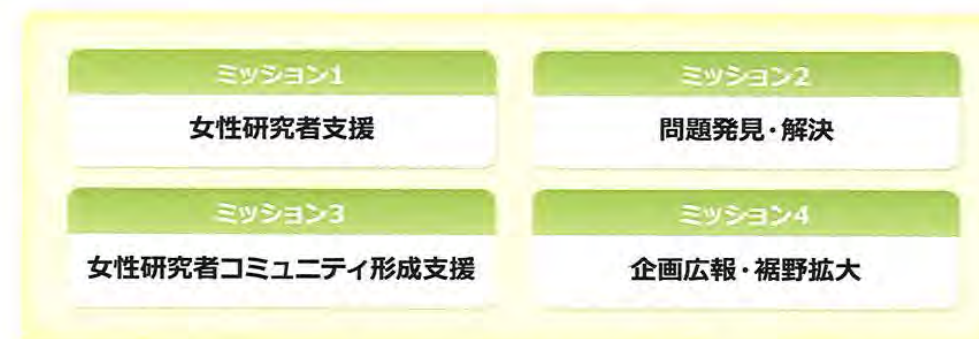 ミッション1
女性研究者支援
ミッション2
問題発見・解決
ミッション3
女性研究者コミュニティ形成支援
ミッション4
企画広報・裾野拡大